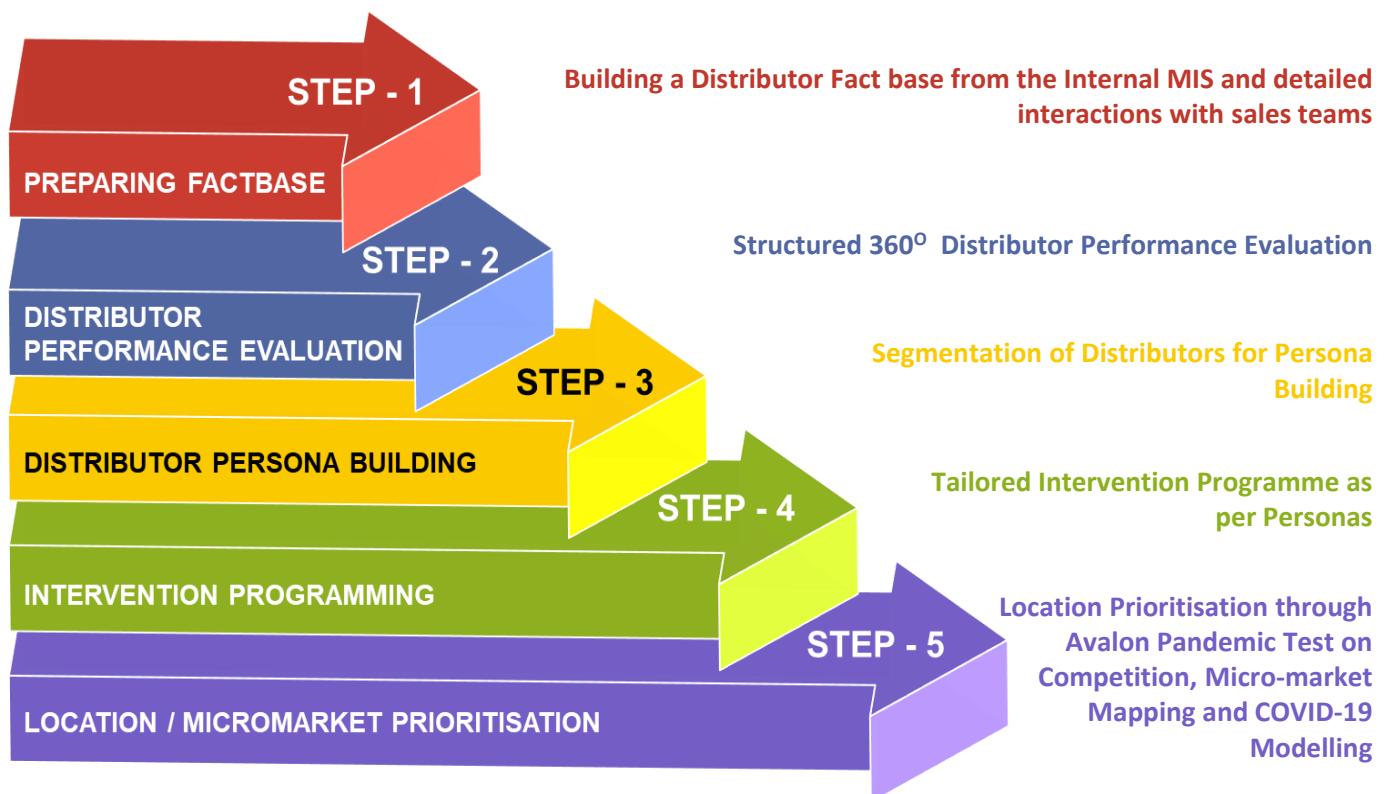 STEP - 1
PREPARING FACTBASE
Building a Distributor Fact base from the Internal MIS and detailed
interactions with sales teams
STEP - 2
DISTRIBUTOR
PERFORMANCE EVALUATION
Structured 360⁰ Distributor Performance Evaluation
STEP - 3
DISTRIBUTOR PERSONA BUILDING
Segmentation of Distributors for Persona
Building
STEP - 4
INTERVENTION PROGRAMMING
Tailored Intervention Programme as
per Personas
STEP - 5
LOCATION / MICROMARKET PRIORITISATION
Location Prioritisation through
Avalon Pandemic Test on
Competition, Micro-market
Mapping and COVID-19
Modelling